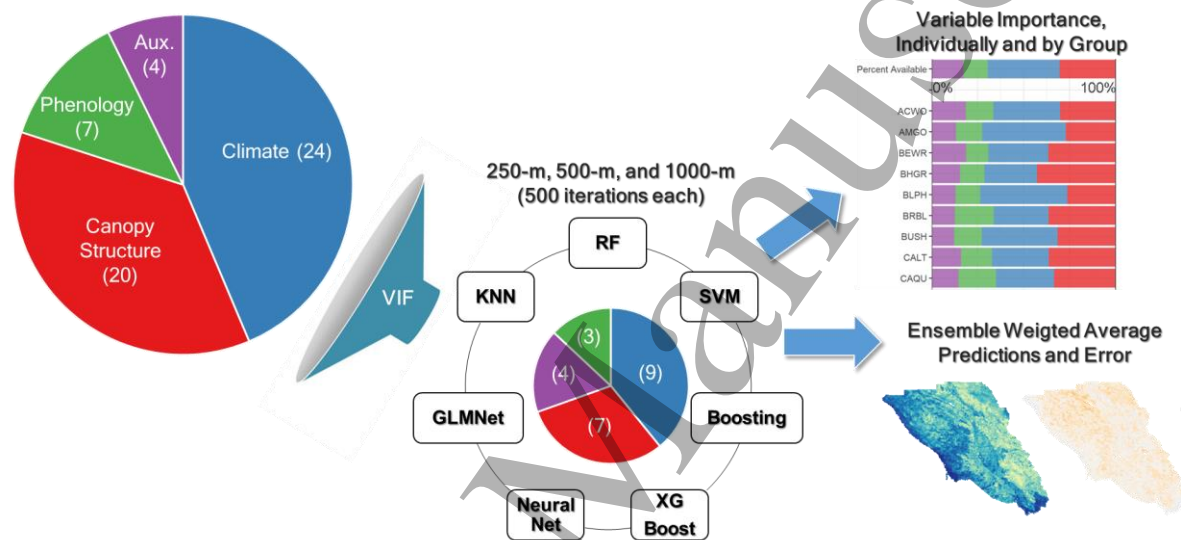 Aux.
(4)
Phenology
(7)
Climate (24)
Canopy
Structure
(20)
VIF
250-m, 500-m, and 1000-m
(500 iterations each)
RF
KNN
SVM
GLMNet
Boosting
Neural
Net
XG
Boost
(3)
(4)
(9)
(7)
Variable Importance,
Individually and by Group
Percent Available
0%
100%
ACWO
AMGO
BEWR
BHGR
BLPH
BRBL
BUSH
CALT
CAQU
Ensemble Weigted Average
Predictions and Error
Manus